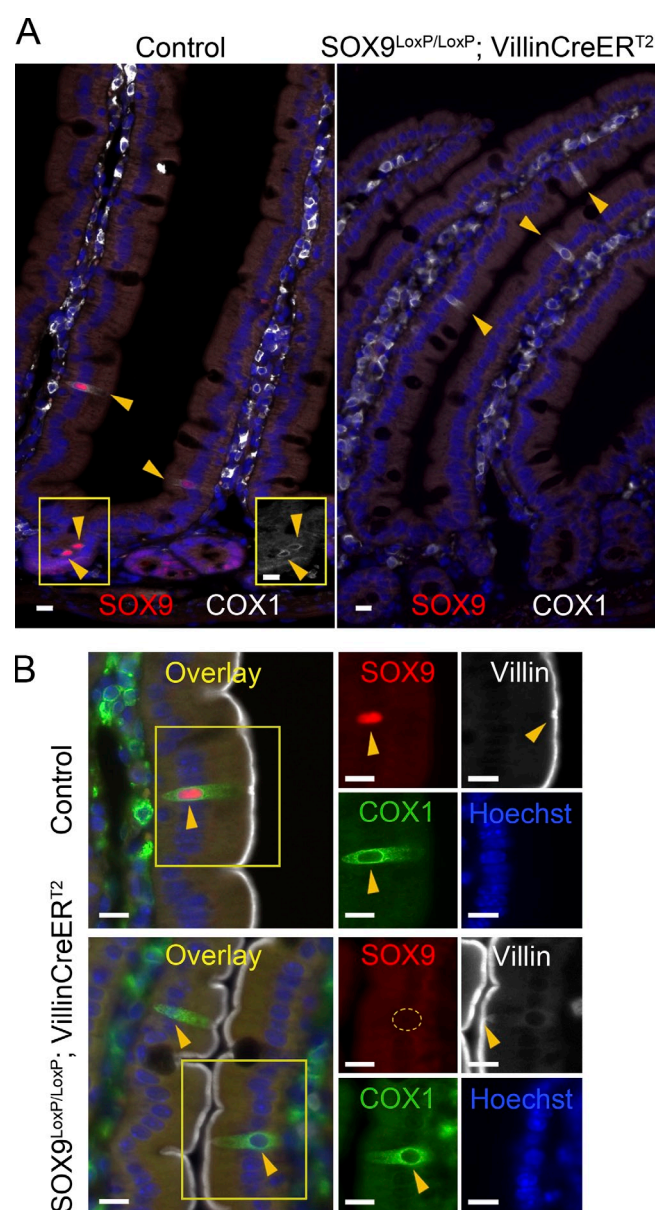 A
Control
SOX9LoxP/LoxP; VillinCreERT2
SOX9 COX1
SOX9 COX1
B
Control
Overlay
SOX9
Villin
COX1
Hoechst
SOX9LoxP/LoxP; VillinCreERT2
Overlay
SOX9
Villin
COX1
Hoechst